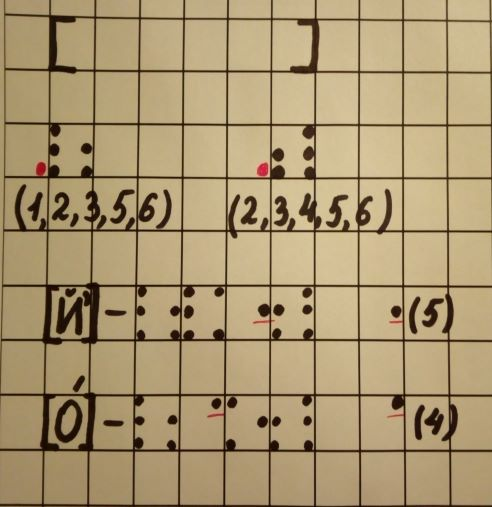 [ ]
(1,2,3,5,6) (2,3,4,5,6)
[Й'] – (5)
[О́] – (4)